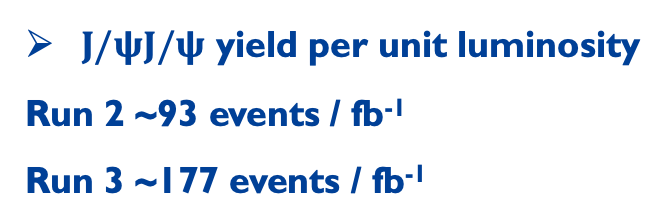 ➢ J/ψJ/ψ yield per unit luminosity
Run 2 ~93 events / fb⁻¹
Run 3 ~177 events / fb⁻¹